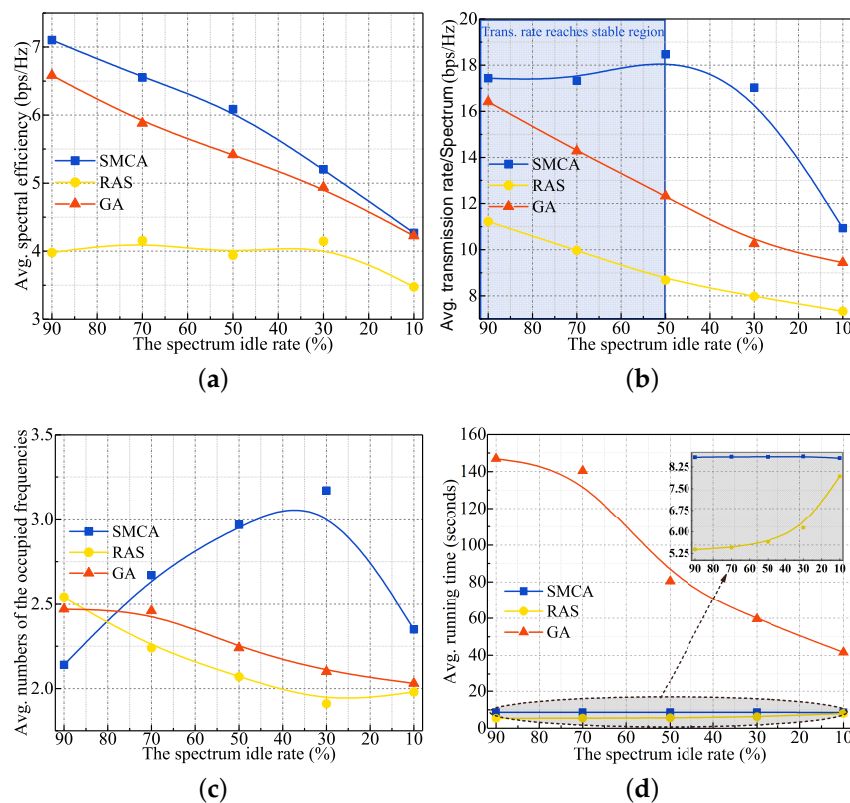 Avg. spectral efficiency (bps/Hz)
7
6
5
4
3
SMCA
RAS
GA
90 80 70 60 50 40 30 20 10
The spectrum idle rate (%)
(a)
Avg. transmission rate/Spectrum (bps/Hz)
20
18
16
14
12
10
8
Trans. rate reaches stable region
SMCA
RAS
GA
90 80 70 60 50 40 30 20 10
The spectrum idle rate (%)
(b)
Avg. numbers of the occupied frequencies
3.5
3.0
2.5
2.0
SMCA
RAS
GA
90 80 70 60 50 40 30 20 10
The spectrum idle rate (%)
(c)
Avg. running time (seconds)
160
140
120
100
80
60
40
20
0
8.25
7.50
6.00
5.25
90 80 70 60 50 40 30 20 10
SMCA
RAS
GA
90 80 70 60 50 40 30 20 10
The spectrum idle rate (%)
(d)